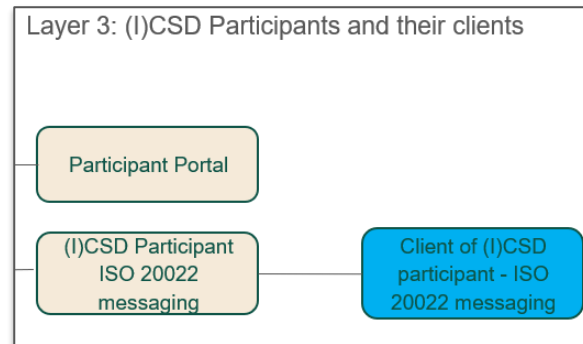 Layer 3: (I)CSD Participants and their clients
Participant Portal
(I)CSD Participant
ISO 20022
messaging
Client of (I)CSD
participant - ISO
20022 messaging